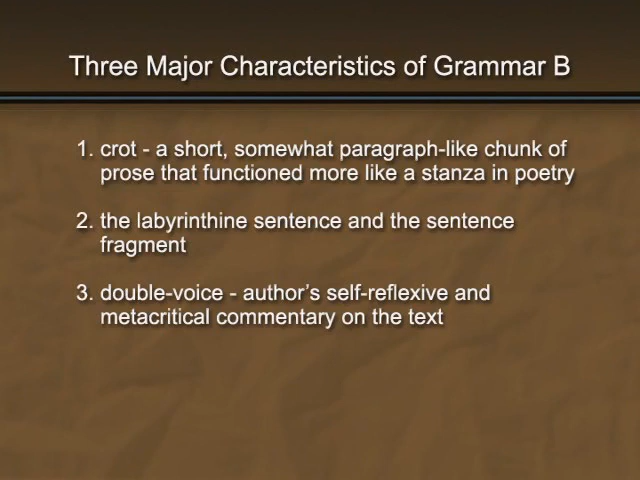 Three Major Characteristics of Grammar B
1. crot - a short, somewhat paragraph-like chunk of
prose that functioned more like a stanza in poetry
2. the labyrinthine sentence and the sentence
fragment
3. double-voice - author's self-reflexive and
metacritical commentary on the text